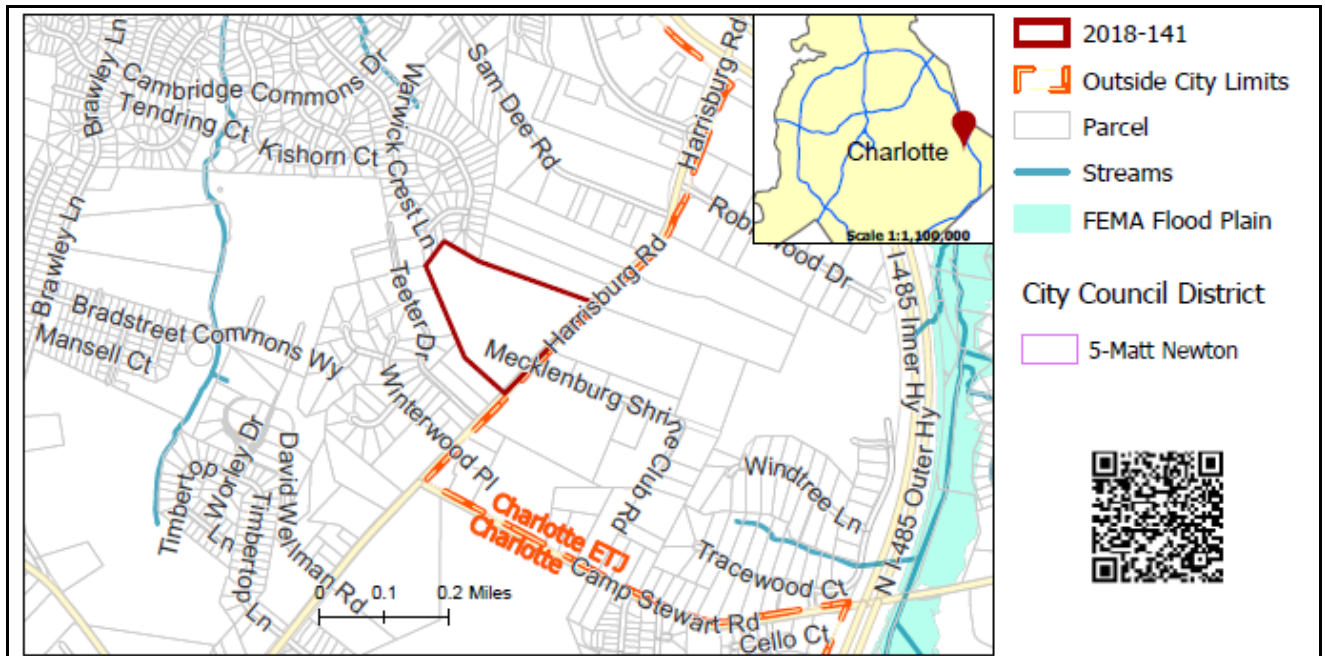 Brawley Ln
Cambridge Commons Dr
Tendring Ct
Kishorn Ct
Warwick Crest Ln
Sam Dee Rd
Harrisburg Rd
Charlotte
Scale 1:1,100,000
Brawley Ln
Teeter Dr
Harrisburg Rd
I-485 Inner Hy
Bradstreet Commons Wy
Mansell Ct
Mecklenburg Shrine Club Rd
Winterwood Pl
Worley Dr
David We/Iman Rd
Timbertop Ln
Timbertop Ln
Windtree Ln
N I-485 Outer Hy
Charlotte ETJ
Charlotte
Camp Stewart Rd
Tracewood Ct
Cello Ct
0 0.1 0.2 Miles
2018-141
Outside City Limits
Parcel
Streams
FEMA Flood Plain
City Council District
5-Matt Newton